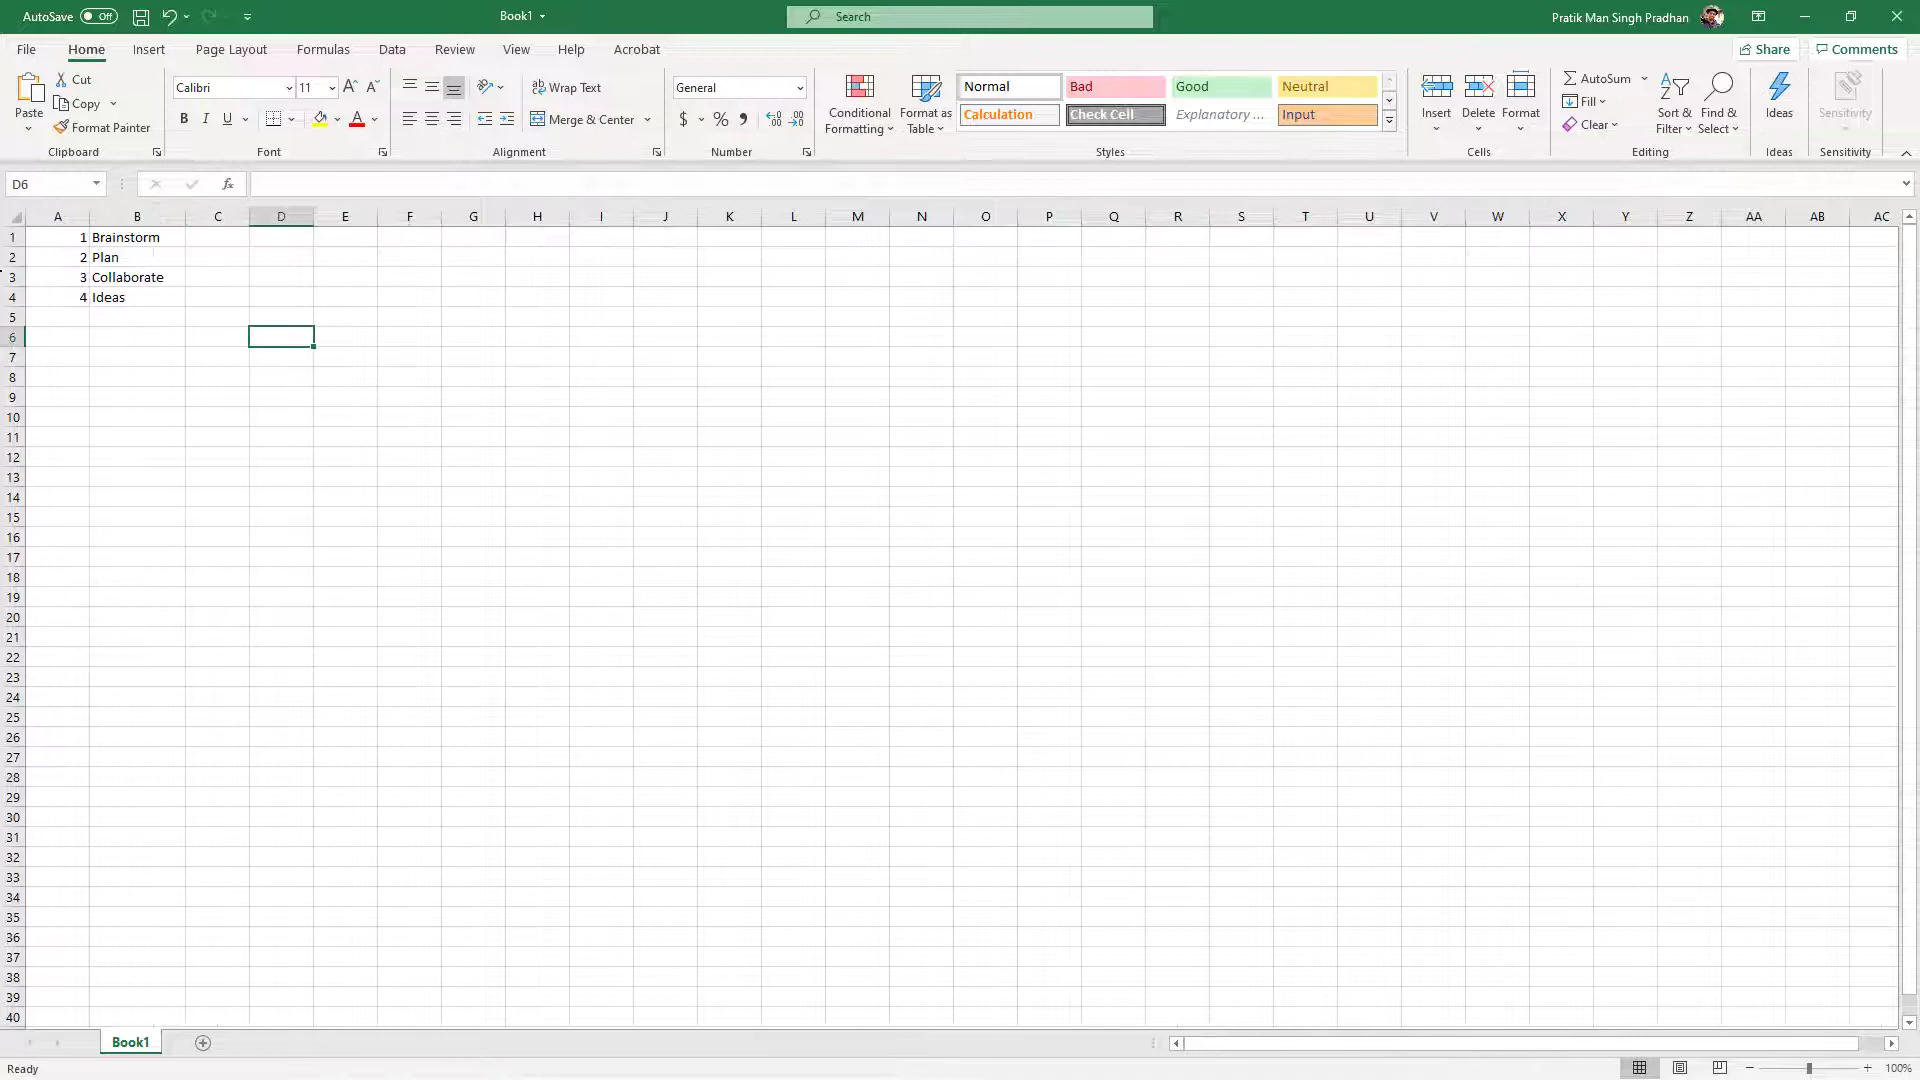 AutoSave Off Book1 Search Pratik Man Singh Pradhan
File Home Insert Page Layout Formulas Data Review View Help Acrobat Share Comments
Paste Cut Copy Format Painter Clipboard
Calibri 11 B I U A Font
Wrap Text Merge & Center Alignment
General $ % Number
Conditional Formatting Format as Table
Normal Bad Good Neutral
Calculation Check Cell Explanatory ... Input
Styles
Insert Delete Format Cells
AutoSum Fill Clear Sort & Filter Find & Select Editing
Ideas Ideas
Sensitivity Sensitivity
D6 fx
A B C D E F G H I J K L M N O P Q R S T U V W X Y Z AA AB AC
1 1 Brainstorm
2 2 Plan
3 3 Collaborate
4 4 Ideas
5
6
7
8
9
10
11
12
13
14
15
16
17
18
19
20
21
22
23
24
25
26
27
28
29
30
31
32
33
34
35
36
37
38
39
40
Book1
Ready 100%